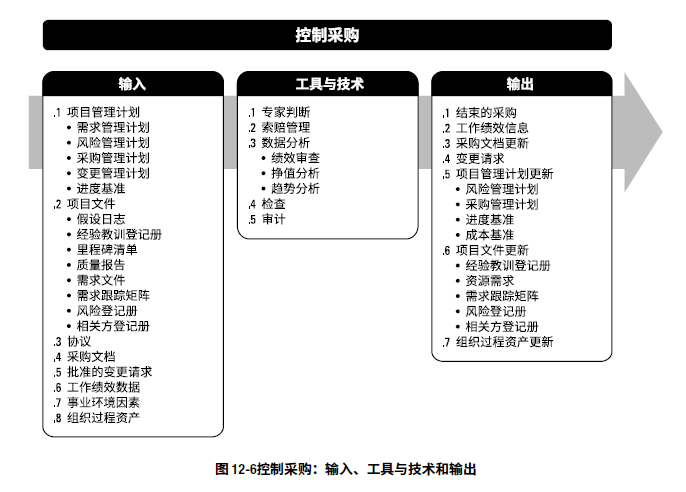 控制采购
输入
.1 项目管理计划
• 需求管理计划
• 风险管理计划
• 采购管理计划
• 变更管理计划
• 进度基准
.2 项目文件
• 假设日志
• 经验教训登记册
• 里程碑清单
• 质量报告
• 需求文件
• 需求跟踪矩阵
• 风险登记册
• 相关方登记册
.3 协议
.4 采购文档
.5 批准的变更请求
.6 工作绩效数据
.7 事业环境因素
.8 组织过程资产
工具与技术
.1 专家判断
.2 索赔管理
.3 数据分析
• 绩效审查
• 挣值分析
• 趋势分析
.4 检查
.5 审计
输出
.1 结束的采购
.2 工作绩效信息
.3 采购文档更新
.4 变更请求
.5 项目管理计划更新
• 风险管理计划
• 采购管理计划
• 进度基准
• 成本基准
.6 项目文件更新
• 经验教训登记册
• 资源需求
• 需求跟踪矩阵
• 风险登记册
• 相关方登记册
.7 组织过程资产更新
图 12-6控制采购：输入、工具与技术和输出